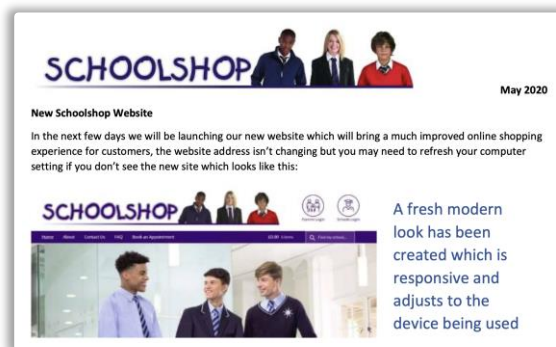 SCHOOLSHOP
May 2020
New Schoolshop Website
In the next few days we will be launching our new website which will bring a much improved online shopping
experience for customers, the website address isn't changing but you may need to refresh your computer
setting if you don't see the new site which looks like this:
SCHOOLSHOP
Home About Contact Us FAQ Book an Appointment
A fresh modern
look has been
created which is
responsive and
adjusts to the
device being used